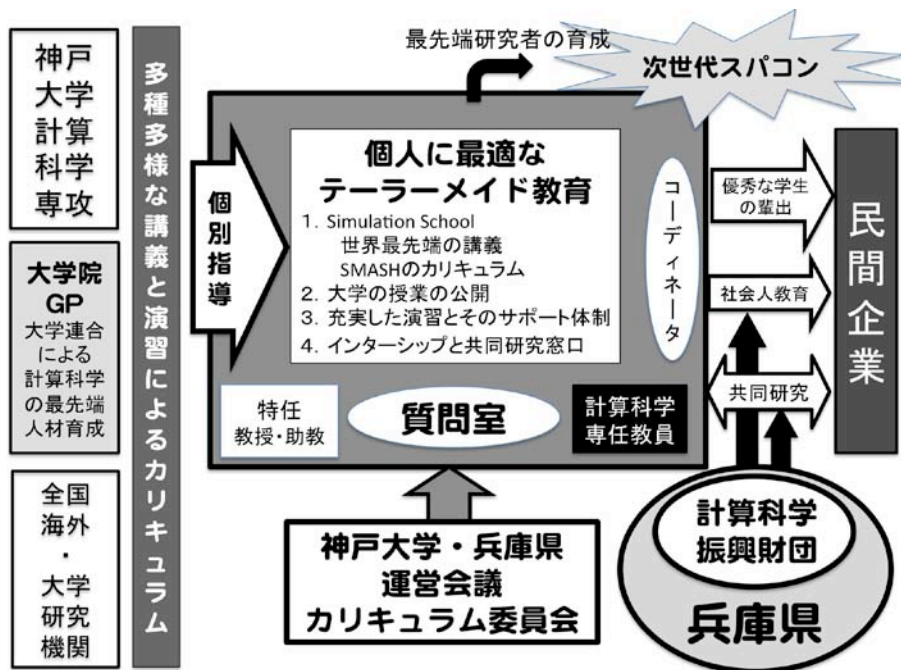 神戸
大学
計算
科学
専攻
大学院
GP
大学連合
による
計算科学
の最先端
人材育成
全国
海外
・
大学
研究
機関
多種多様な講義と演習によるカリキュラム
個別指導
最先端研究者の育成
次世代スパコン
個人に最適な
テーラーメイド教育
1. Simulation School
世界最先端の講義
SMASHのカリキュラム
2. 大学の授業の公開
3. 充実した演習とそのサポート体制
4. インターシップと共同研究窓口
コーディネータ
特任
教授・助教
質問室
計算科学
専任教員
優秀な学生
の輩出
社会人教育
共同研究
民間企業
神戸大学・兵庫県
運営会議
カリキュラム委員会
計算科学
振興財団
兵庫県